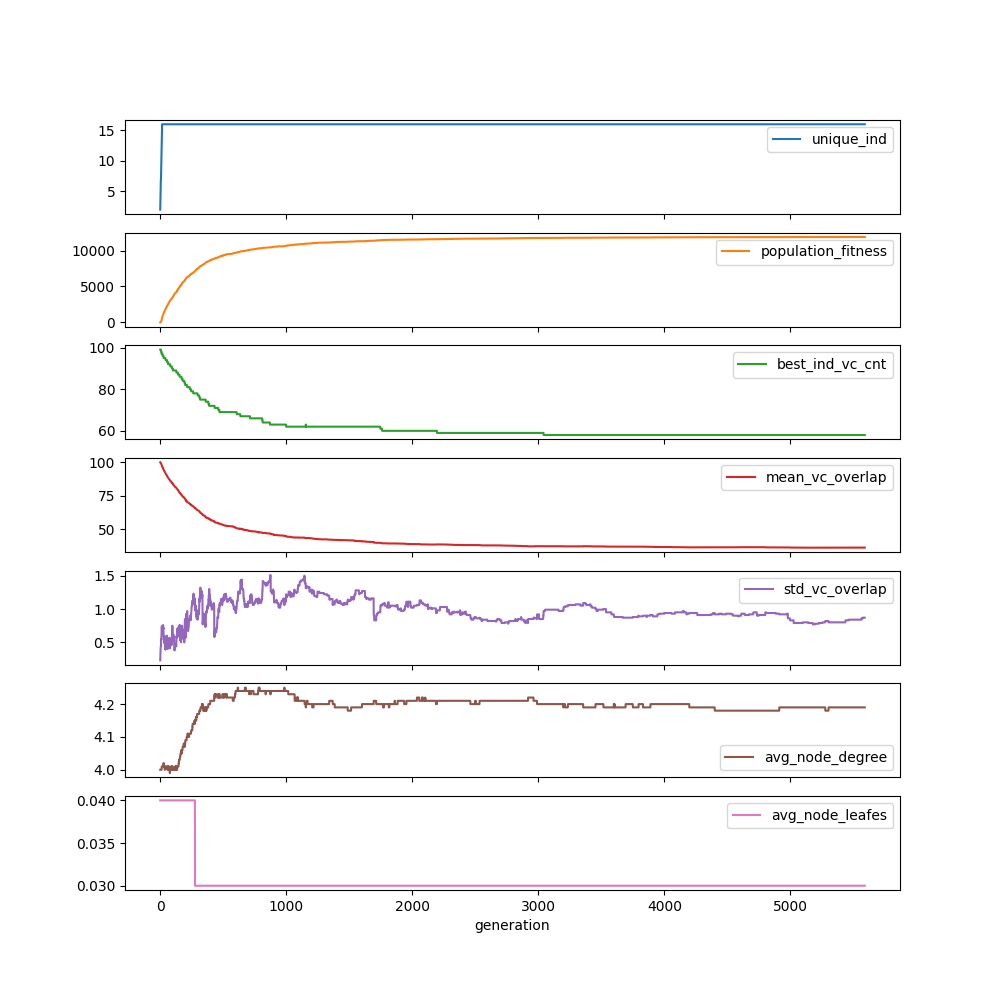 15
10
5
unique_ind
10000
5000
0
population_fitness
100
80
60
best_ind_vc_cnt
100
75
50
mean_vc_overlap
1.5
1.0
0.5
std_vc_overlap
4.2
4.1
4.0
avg_node_degree
0.040
0.035
0.030
avg_node_leafes
0 1000 2000 3000 4000 5000
generation